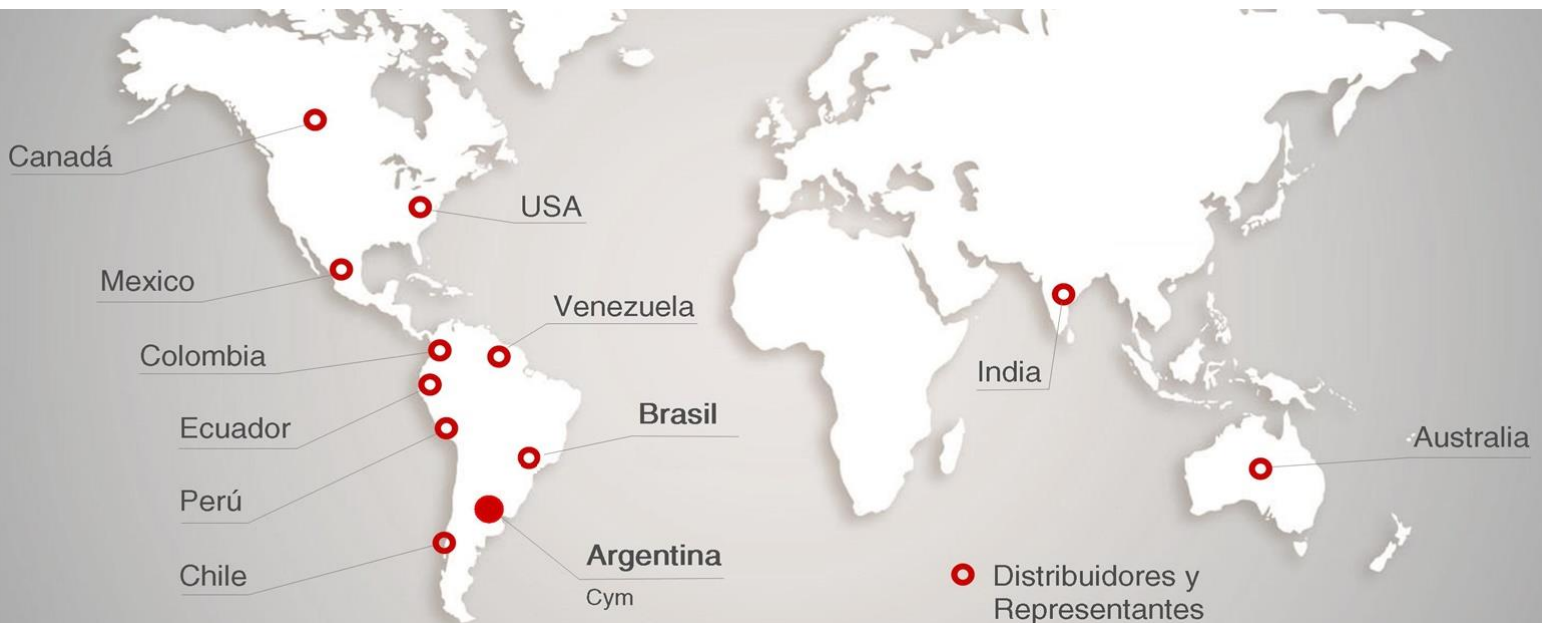 Canadá
USA
Mexico
Venezuela
Colombia
India
Brasil
Ecuador
Australia
Perú
Argentina
Cym
Chile
Distribuidores y
Representantes